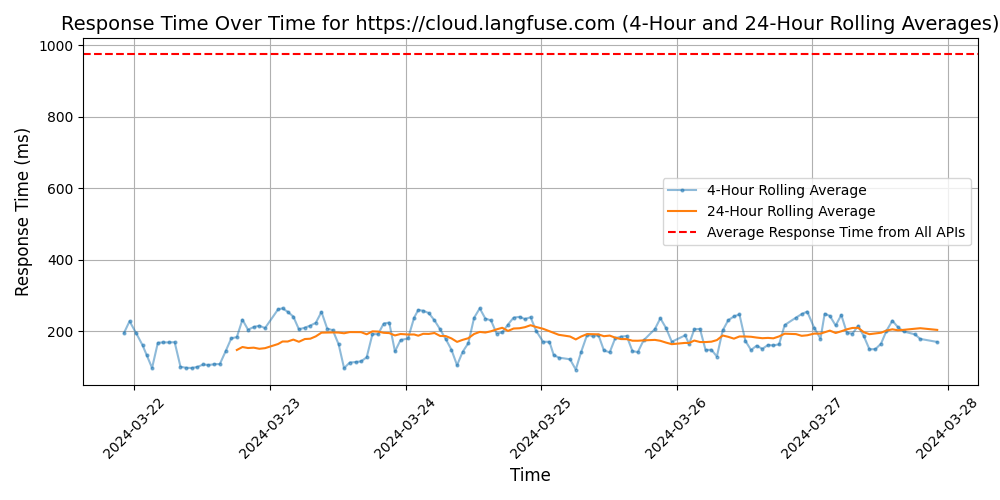 Response Time Over Time for https://cloud.langfuse.com (4-Hour and 24-Hour Rolling Averages)
Response Time (ms)
1000
800
600
400
200
4-Hour Rolling Average
24-Hour Rolling Average
Average Response Time from All APIs
2024-03-22
2024-03-23
2024-03-24
2024-03-25
2024-03-26
2024-03-27
2024-03-28
Time